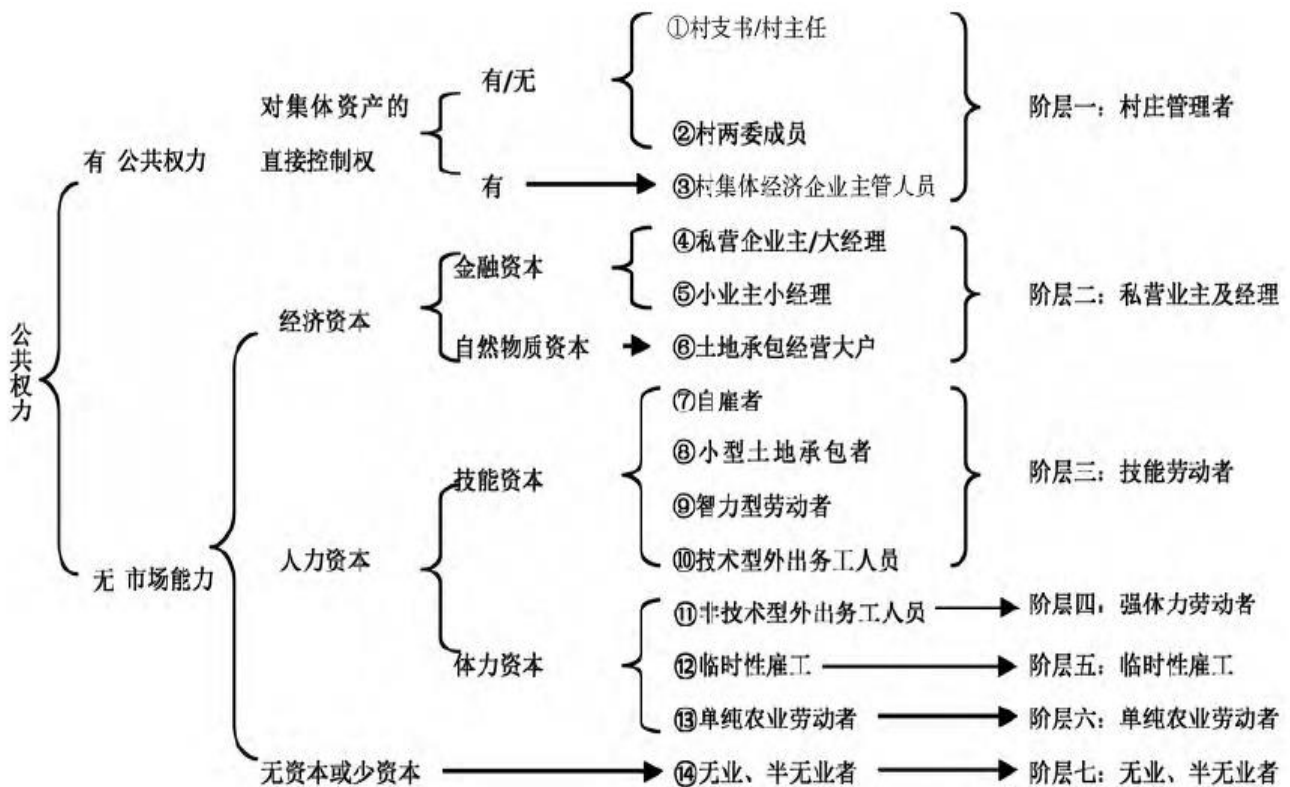 ①村支书/村主任
有/无
对集体资产的
直接控制权
阶层一：村庄管理者
②村两委成员
有 公共权力
有
③村集体经济企业主管人员
④私营企业主/大经理
金融资本
⑤小业主小经理
阶层二：私营业主及经理
经济资本
自然物质资本
⑥土地承包经营大户
公共权力
⑦自雇者
⑧小型土地承包者
技能资本
阶层三：技能劳动者
⑨智力型劳动者
⑩技术型外出务工人员
人力资本
无 市场能力
⑪非技术型外出务工人员
阶层四：强体力劳动者
体力资本
⑫临时性雇工
阶层五：临时性雇工
⑬单纯农业劳动者
阶层六：单纯农业劳动者
无资本或少资本
⑭无业、半无业者
阶层七：无业、半无业者